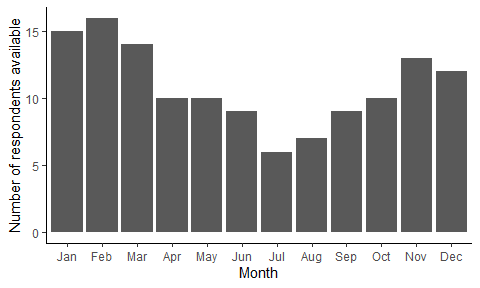 Number of respondents available
15
10
5
0
Jan Feb Mar Apr May Jun Jul Aug Sep Oct Nov Dec
Month